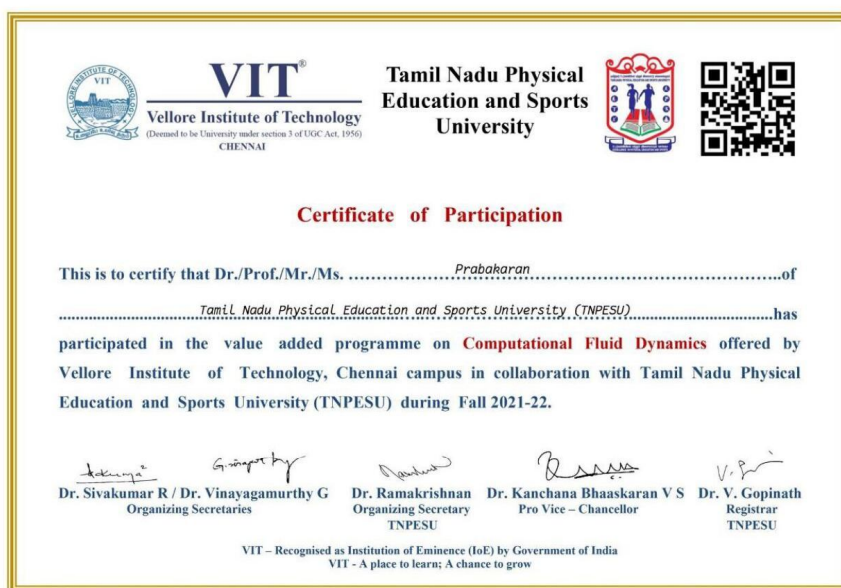 VELLORE INSTITUTE OF TECHNOLOGY
VIT
VIT®
Vellore Institute of Technology
(Deemed to be University under section 3 of UGC Act, 1956)
CHENNAI
Tamil Nadu Physical
Education and Sports
University
Certificate of Participation
This is to certify that Dr./Prof./Mr./Ms. ....................Prabakaran..............................................of
..............................Tamil Nadu Physical Education and Sports University (TNPESU)..............................has
participated in the value added programme on Computational Fluid Dynamics offered by
Vellore Institute of Technology, Chennai campus in collaboration with Tamil Nadu Physical
Education and Sports University (TNPESU) during Fall 2021-22.
Dr. Sivakumar R / Dr. Vinayagamurthy G
Organizing Secretaries
Dr. Ramakrishnan
Organizing Secretary
TNPESU
Dr. Kanchana Bhaaskaran V S
Pro Vice – Chancellor
Dr. V. Gopinath
Registrar
TNPESU
VIT – Recognised as Institution of Eminence (IoE) by Government of India
VIT - A place to learn; A chance to grow